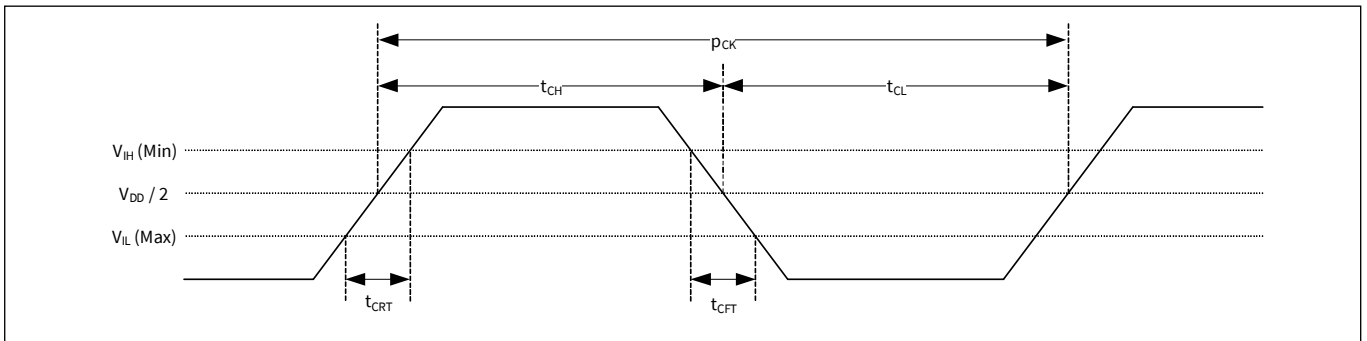 pCK
tCH
tCL
VIH (Min)
VDD / 2
VIL (Max)
tCRT
tCFT